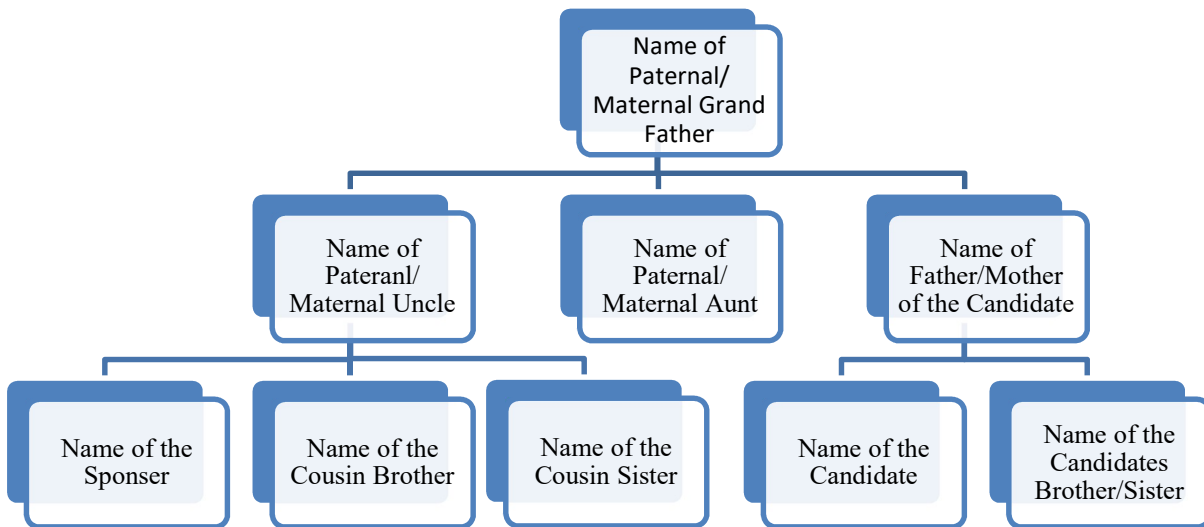 Name of
Paternal/
Maternal Grand
Father
Name of
Pateranl/
Maternal Uncle
Name of
Paternal/
Maternal Aunt
Name of
Father/Mother
of the Candidate
Name of the
Sponser
Name of the
Cousin Brother
Name of the
Cousin Sister
Name of the
Candidate
Name of the
Candidates
Brother/Sister